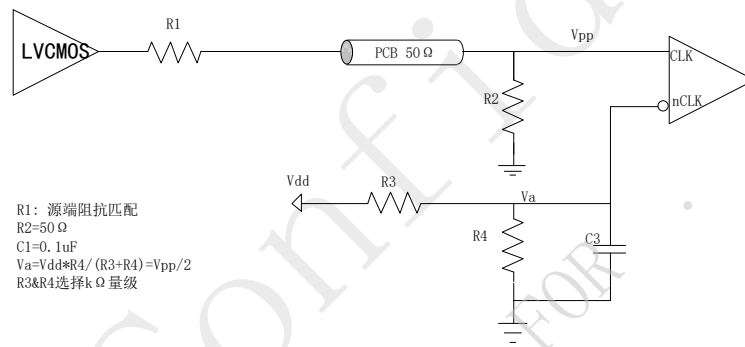 R1
LVCMOS
PCB 50Ω
Vpp
CLK
R2
nCLK
Vdd
R3
Va
R4
C3
R1: 源端阻抗匹配
R2=50Ω
C1=0.1uF
Va=Vdd*R4/(R3+R4)=Vpp/2
R3&R4选择kΩ量级
Confid
FOR